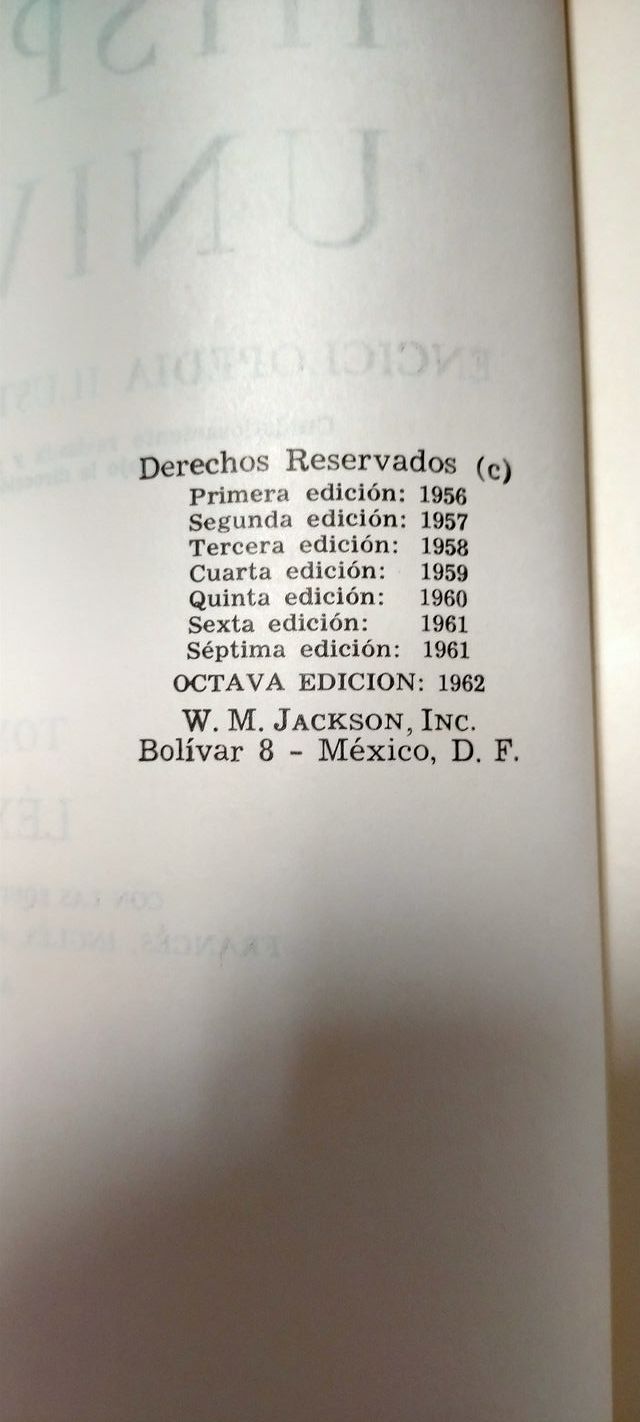 Derechos Reservados (c)
Primera edición: 1956
Segunda edición: 1957
Tercera edición: 1958
Cuarta edición: 1959
Quinta edición: 1960
Sexta edición: 1961
Séptima edición: 1961
OCTAVA EDICION: 1962
W. M. JACKSON, INC.
Bolívar 8 - México, D. F.